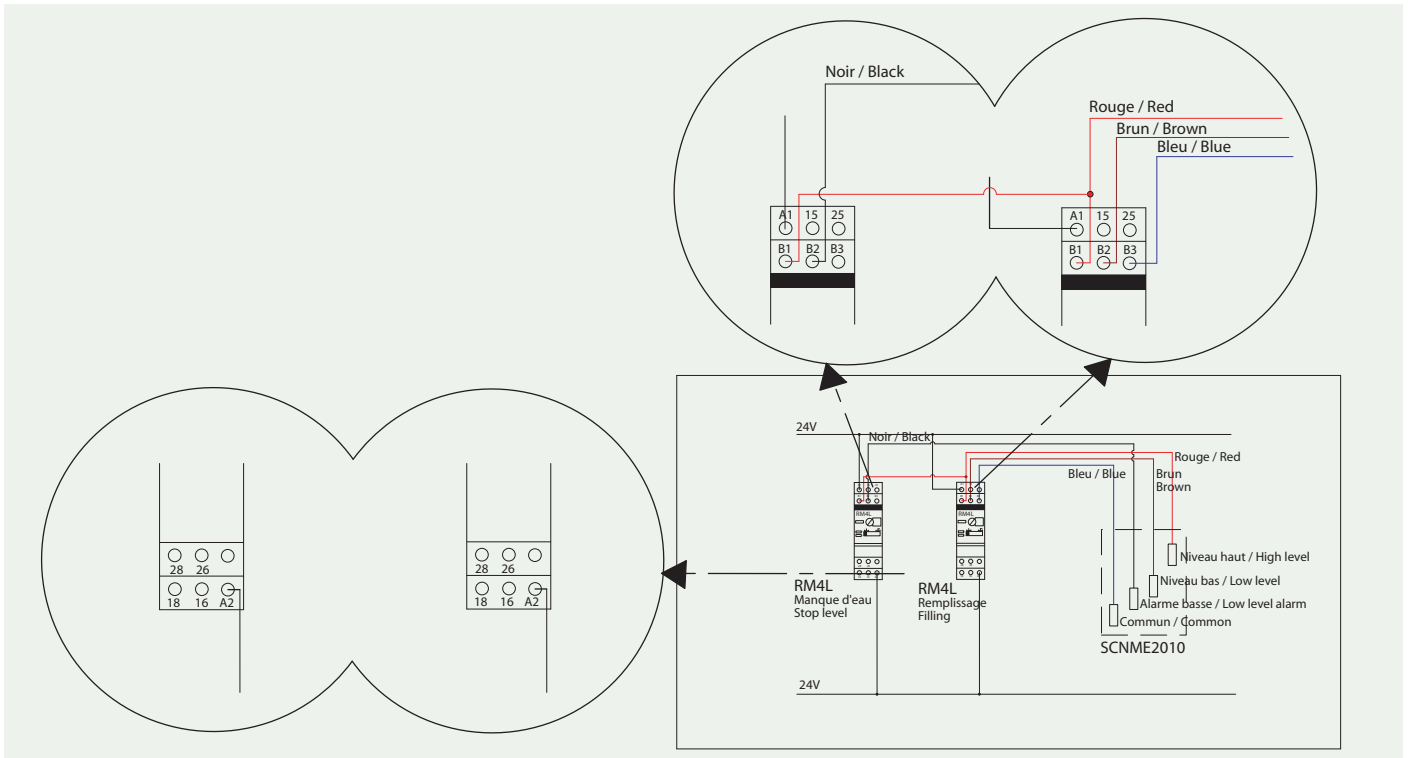 Noir / Black
Rouge / Red
Brun / Brown
Bleu / Blue
A1 15 25
B1 B2 B3
A1 15 25
B1 B2 B3
24V
Noir / Black
Rouge / Red
Bleu / Blue
Brun
Brown
RM4L
RM4L
Niveau haut / High level
Niveau bas / Low level
Alarme basse / Low level alarm
Commun / Common
SCNME2010
RM4L
Manque d'eau
Stop level
RM4L
Remplissage
Filling
24V
28 26
18 16 A2
28 26
18 16 A2